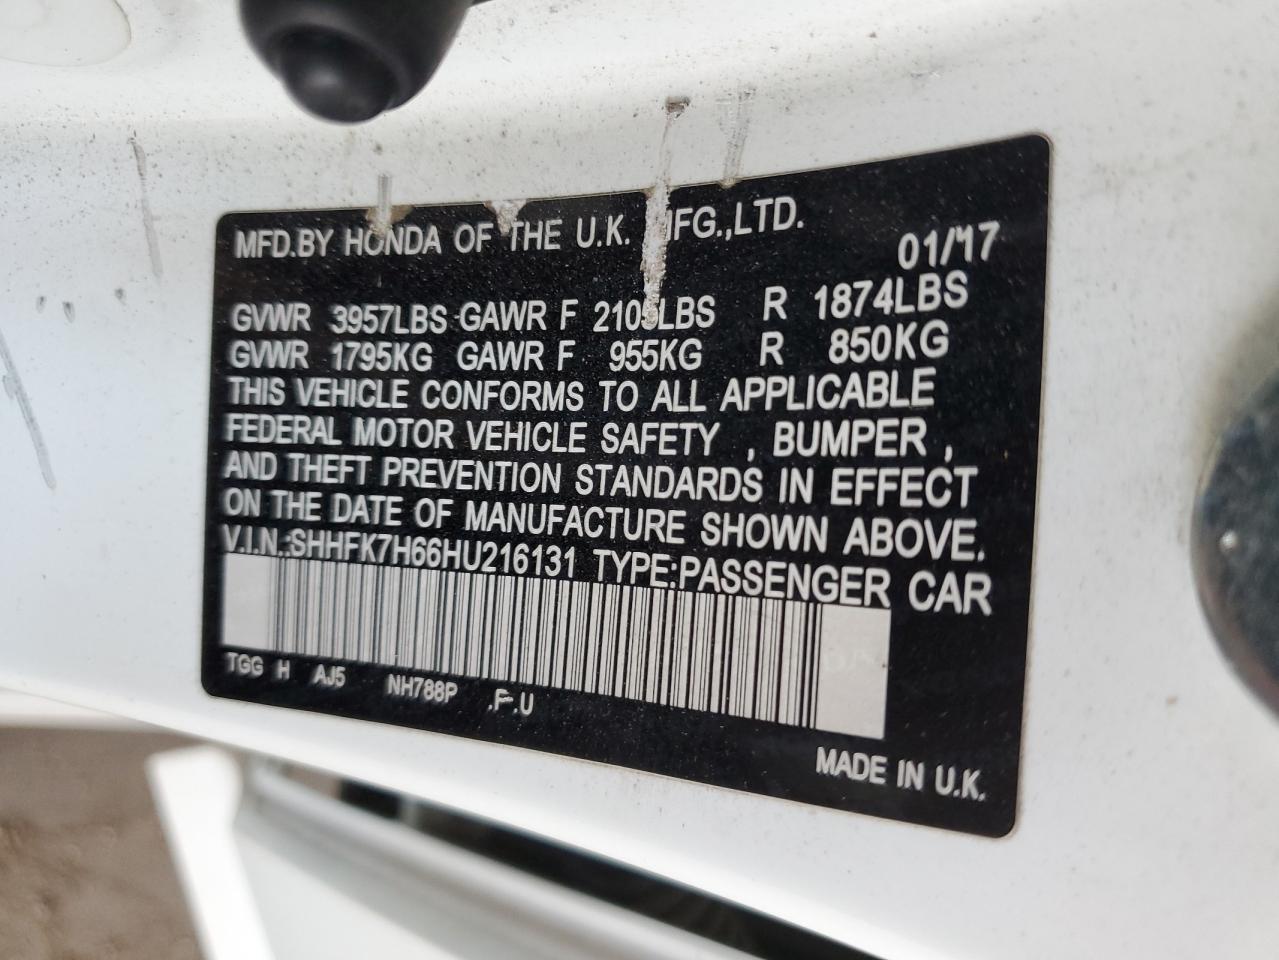 MFD.BY HONDA OF THE U.K. MFG.,LTD.
01/17
GVWR 3957LBS GAWR F 2105LBS R 1874LBS
GVWR 1795KG GAWR F 955KG R 850KG
THIS VEHICLE CONFORMS TO ALL APPLICABLE
FEDERAL MOTOR VEHICLE SAFETY , BUMPER ,
AND THEFT PREVENTION STANDARDS IN EFFECT
ON THE DATE OF MANUFACTURE SHOWN ABOVE.
V.I.N.:SHHFK7H66HU216131 TYPE:PASSENGER CAR
TGG H AJ5 NH788P .F.U
MADE IN U.K.